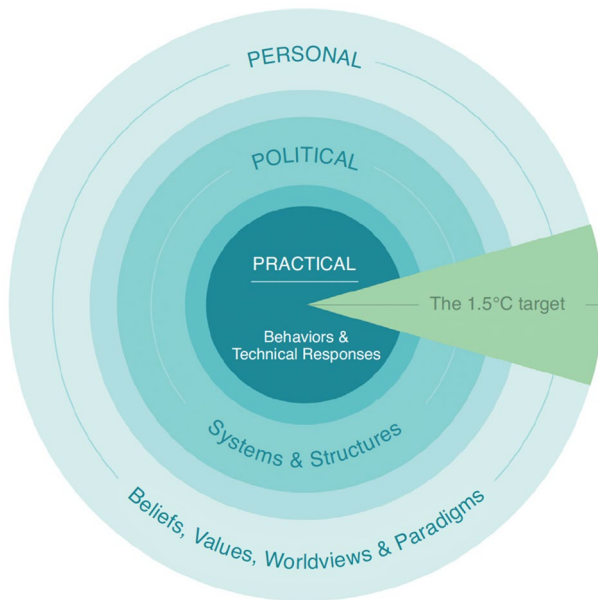 PERSONAL
POLITICAL
PRACTICAL
The 1.5°C target
Behaviors &
Technical Responses
Systems & Structures
Beliefs, Values, Worldviews & Paradigms